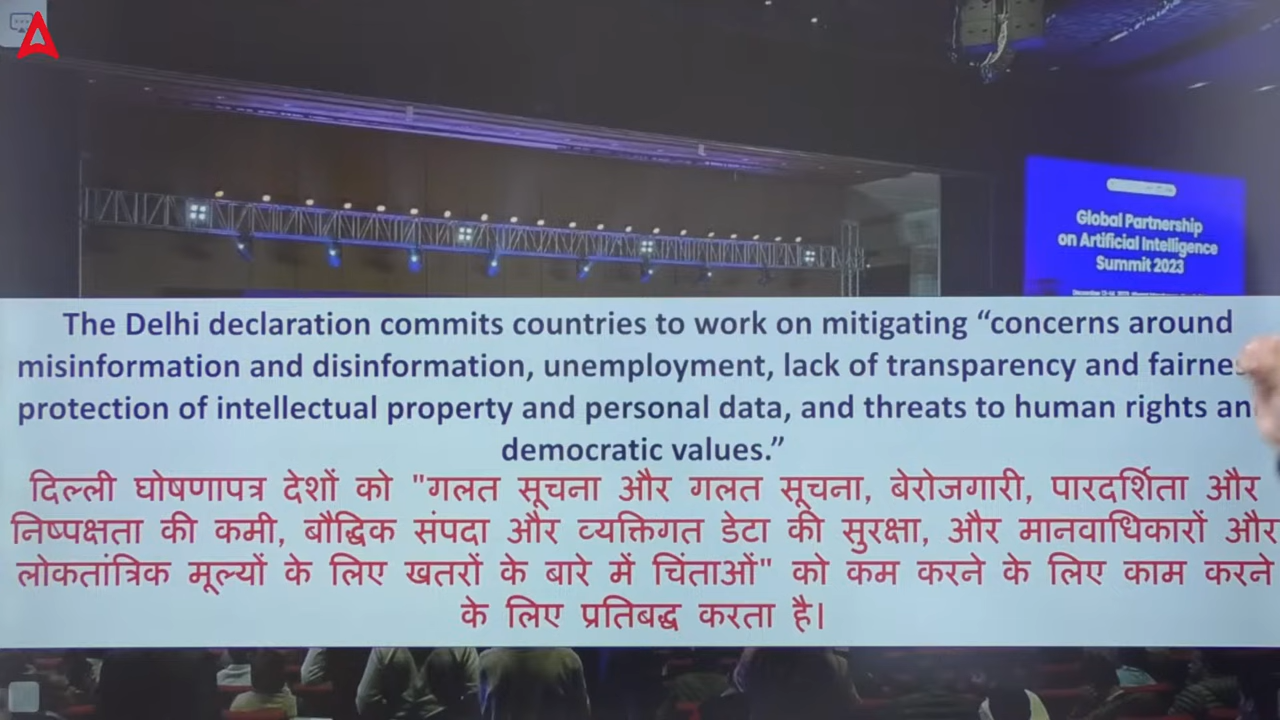 Global Partnership
on Artificial Intelligence
Summit 2023
The Delhi declaration commits countries to work on mitigating “concerns around
misinformation and disinformation, unemployment, lack of transparency and
protection of intellectual property and personal data, and threats to human rights
democratic values.”
दिल्ली घोषणापत्र देशों को "गलत सूचना और गलत सूचना, बेरोजगारी, पारदर्शिता और
निष्पक्षता की कमी, बौद्धिक संपदा और व्यक्तिगत डेटा की सुरक्षा, और मानवाधिकारों और
लोकतांत्रिक मूल्यों के लिए खतरों के बारे में चिंताओं" को कम करने के लिए काम करने
के लिए प्रतिबद्ध करता है।